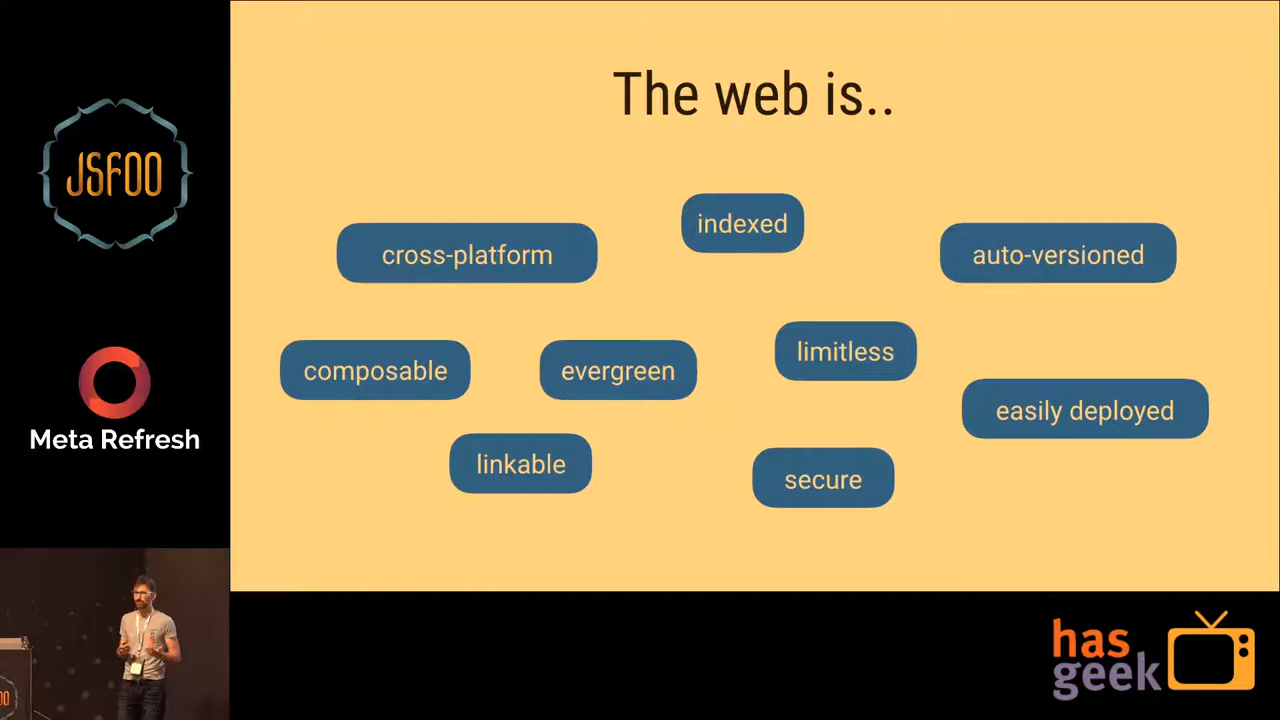 The web is..
indexed
cross-platform
auto-versioned
limitless
composable
evergreen
easily deployed
linkable
secure
JSFOO
Meta Refresh
has
geek